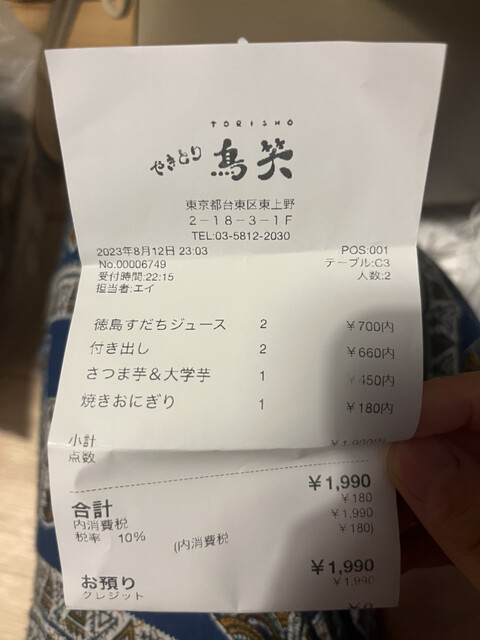 TORISHO
やきとり 鳥笑
東京都台東区東上野
2-18-3-1F
TEL:03-5812-2030
2023年8月12日 23:03 POS:001
No.00006749 テーブル:C3
受付時間:22:15 人数:2
担当者:エイ
徳島すだちジュース 2 ¥700内
付き出し 2 ¥660内
さつま芋&大学芋 1 ¥450内
焼きおにぎり 1 ¥180内
小計 ¥1,990内
点数
合計 ¥1,990
内消費税 ¥180
税率 10% ¥1,990
(内消費税 ¥180)
お預り ¥1,990
クレジット ¥1,990
¥0